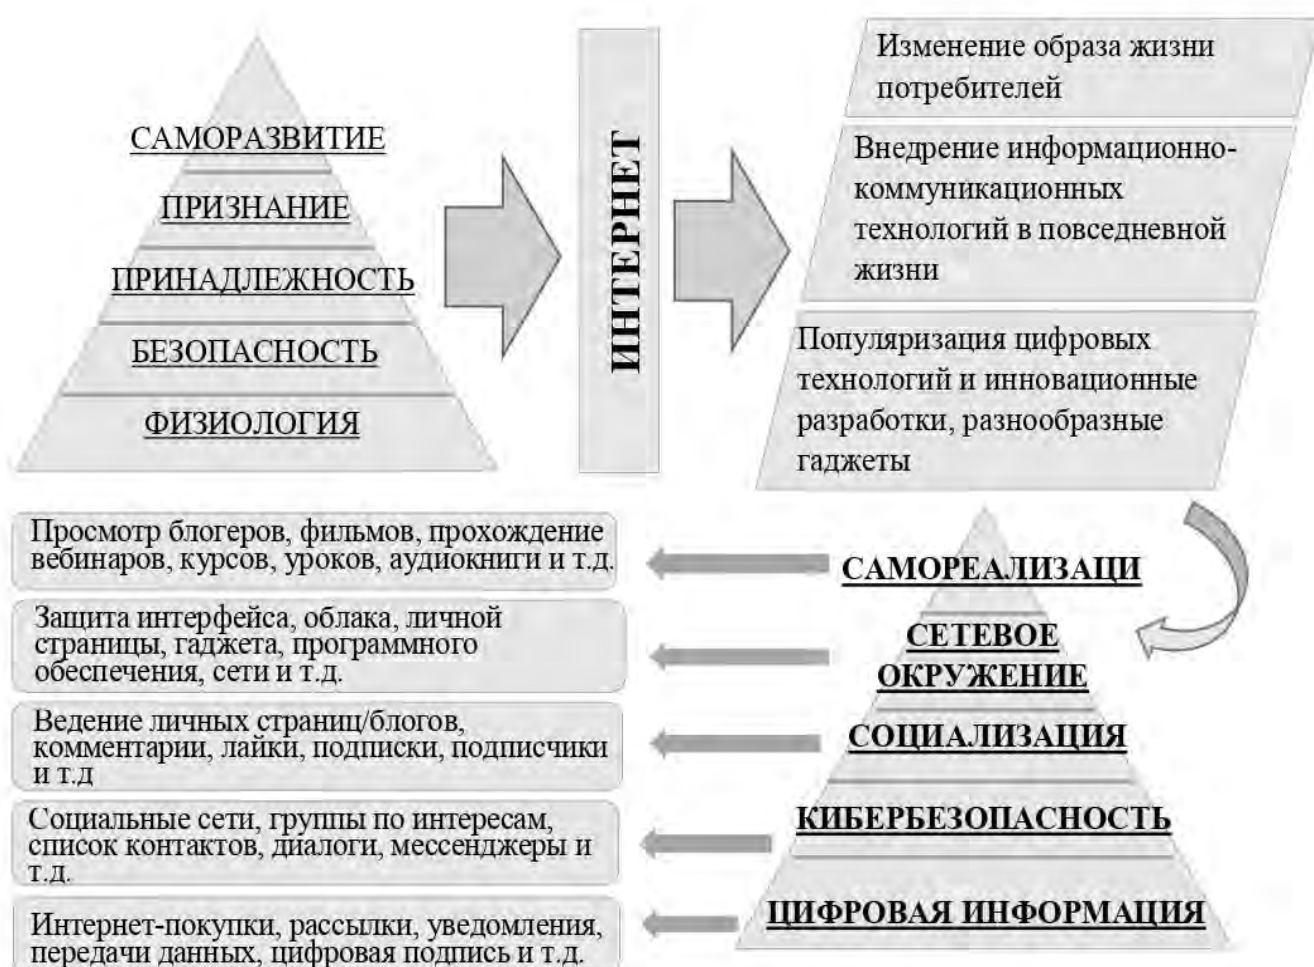 САМОРАЗВИТИЕ
ПРИЗНАНИЕ
ПРИНАДЛЕЖНОСТЬ
БЕЗОПАСНОСТЬ
ФИЗИОЛОГИЯ
ИНТЕРНЕТ
Изменение образа жизни
потребителей
Внедрение информационно-
коммуникационных
технологий в повседневной
жизни
Популяризация цифровых
технологий и инновационные
разработки, разнообразные
гаджеты
Просмотр блогеров, фильмов, прохождение
вебинаров, курсов, уроков, аудиокниги и т.д.
САМОРЕАЛИЗАЦИ
Защита интерфейса, облака, личной
страницы, гаджета, программного
обеспечения, сети и т.д.
СЕТЕВОЕ
ОКРУЖЕНИЕ
Ведение личных страниц/блогов,
комментарии, лайки, подписки, подписчики
и т.д
СОЦИАЛИЗАЦИЯ
Социальные сети, группы по интересам,
список контактов, диалоги, мессенджеры и
т.д.
КИБЕРБЕЗОПАСНОСТЬ
Интернет-покупки, рассылки, уведомления,
передачи данных, цифровая подпись и т.д.
ЦИФРОВАЯ ИНФОРМАЦИЯ